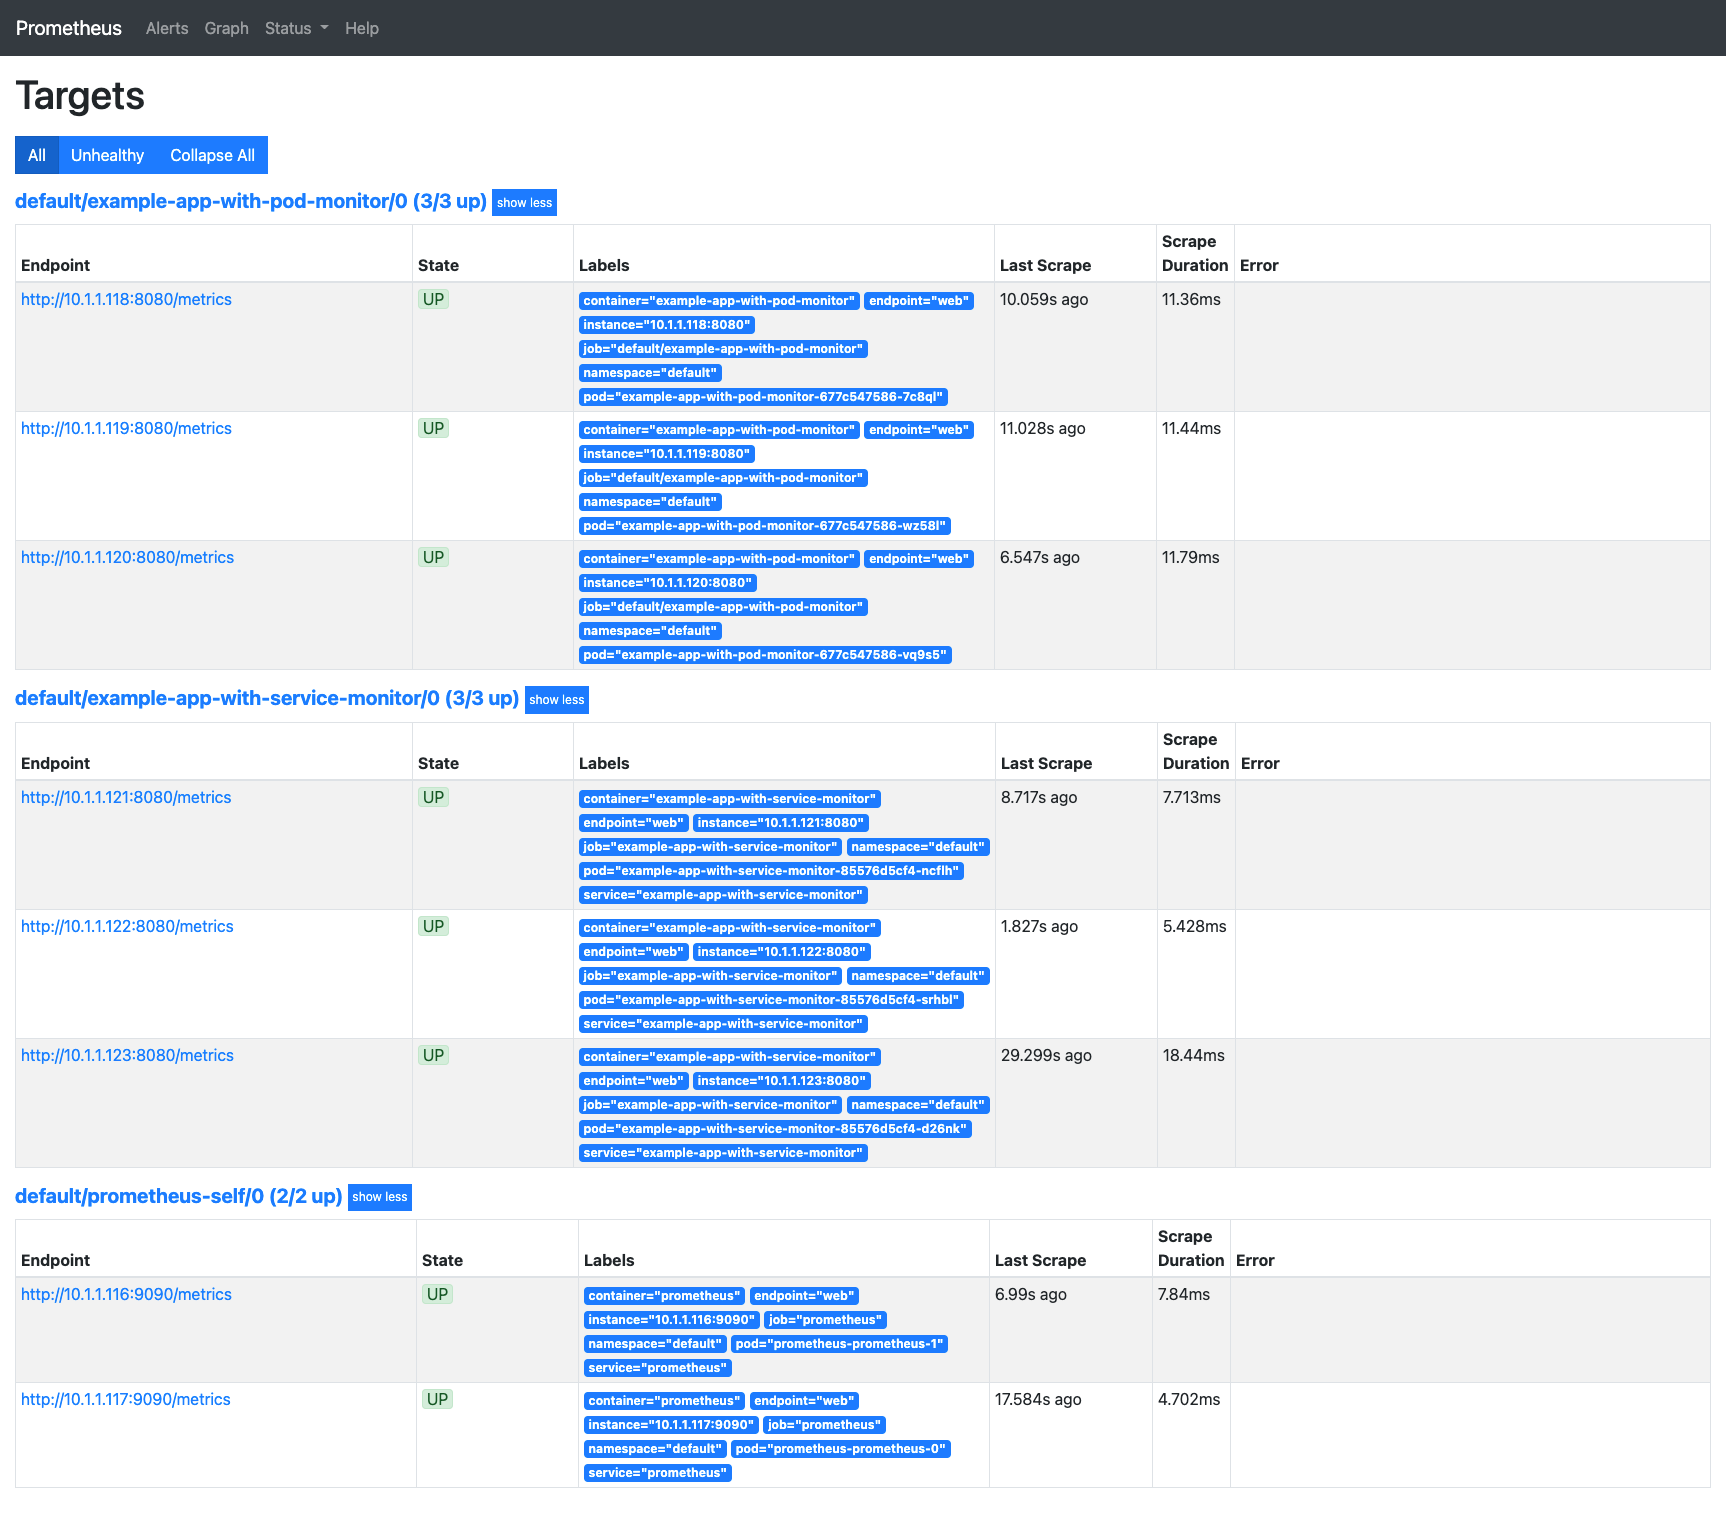 Prometheus Alerts Graph Status Help
Targets
All Unhealthy Collapse All
default/example-app-with-pod-monitor/0 (3/3 up) show less
Endpoint State Labels Last Scrape Scrape Duration Error
http://10.1.1.118:8080/metrics UP container="example-app-with-pod-monitor" endpoint="web" 10.059s ago 11.36ms
instance="10.1.1.118:8080"
job="default/example-app-with-pod-monitor"
namespace="default"
pod="example-app-with-pod-monitor-677c547586-7c8ql"
http://10.1.1.119:8080/metrics UP container="example-app-with-pod-monitor" endpoint="web" 11.028s ago 11.44ms
instance="10.1.1.119:8080"
job="default/example-app-with-pod-monitor"
namespace="default"
pod="example-app-with-pod-monitor-677c547586-wz58l"
http://10.1.1.120:8080/metrics UP container="example-app-with-pod-monitor" endpoint="web" 6.547s ago 11.79ms
instance="10.1.1.120:8080"
job="default/example-app-with-pod-monitor"
namespace="default"
pod="example-app-with-pod-monitor-677c547586-vq9s5"
default/example-app-with-service-monitor/0 (3/3 up) show less
Endpoint State Labels Last Scrape Scrape Duration Error
http://10.1.1.121:8080/metrics UP container="example-app-with-service-monitor" 8.717s ago 7.713ms
endpoint="web" instance="10.1.1.121:8080"
job="example-app-with-service-monitor" namespace="default"
pod="example-app-with-service-monitor-85576d5cf4-ncflh"
service="example-app-with-service-monitor"
http://10.1.1.122:8080/metrics UP container="example-app-with-service-monitor" 1.827s ago 5.428ms
endpoint="web" instance="10.1.1.122:8080"
job="example-app-with-service-monitor" namespace="default"
pod="example-app-with-service-monitor-85576d5cf4-srhbl"
service="example-app-with-service-monitor"
http://10.1.1.123:8080/metrics UP container="example-app-with-service-monitor" 29.299s ago 18.44ms
endpoint="web" instance="10.1.1.123:8080"
job="example-app-with-service-monitor" namespace="default"
pod="example-app-with-service-monitor-85576d5cf4-d26nk"
service="example-app-with-service-monitor"
default/prometheus-self/0 (2/2 up) show less
Endpoint State Labels Last Scrape Scrape Duration Error
http://10.1.1.116:9090/metrics UP container="prometheus" endpoint="web" 6.99s ago 7.84ms
instance="10.1.1.116:9090" job="prometheus"
namespace="default" pod="prometheus-prometheus-1"
service="prometheus"
http://10.1.1.117:9090/metrics UP container="prometheus" endpoint="web" 17.584s ago 4.702ms
instance="10.1.1.117:9090" job="prometheus"
namespace="default" pod="prometheus-prometheus-0"
service="prometheus"